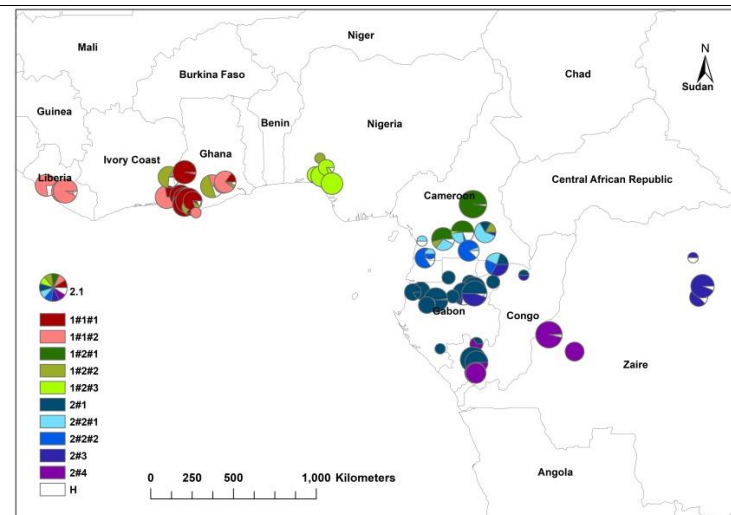 Mali
Niger
Burkina Faso
Chad
N
Sudan
Guinea
Benin
Nigeria
Ivory Coast
Ghana
Liberia
Central African Republic
Cameroon
2.1
1#1#1
1#1#2
1#2#1
1#2#2
1#2#3
2#1
2#2#1
2#2#2
2#3
2#4
H
Gabon
Congo
Zaire
Angola
0 250 500 1,000 Kilometers